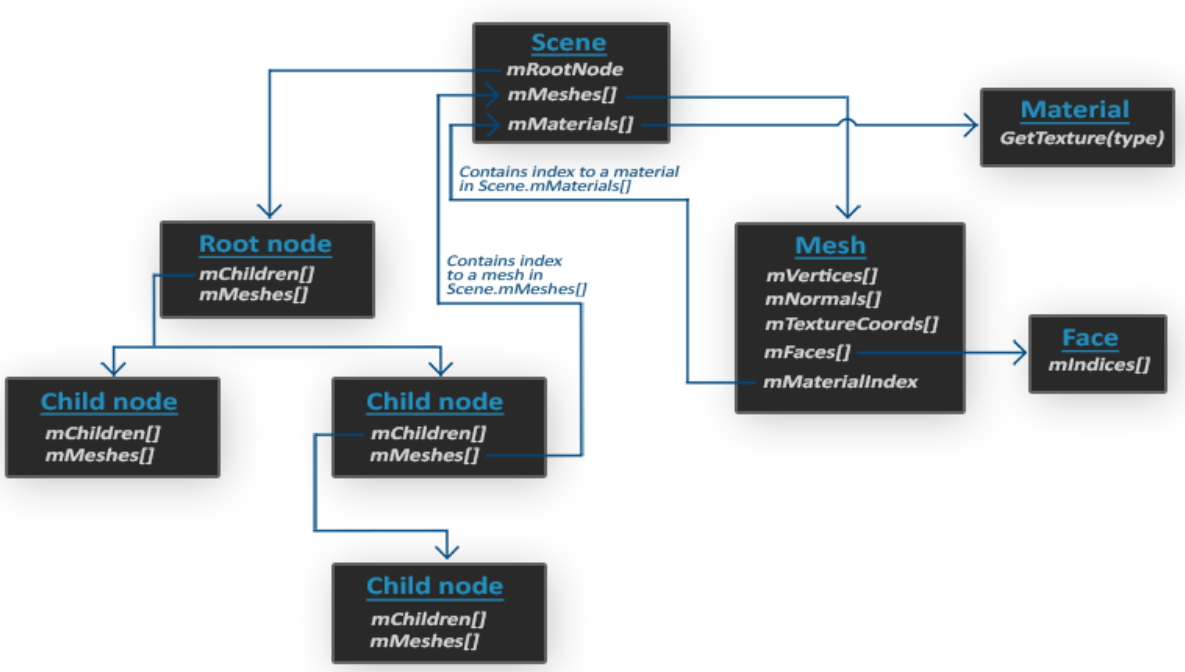 Scene
mRootNode
mMeshes[]
mMaterials[]
Material
GetTexture(type)
Contains index to a material
in Scene.mMaterials[]
Root node
mChildren[]
mMeshes[]
Contains index
to a mesh in
Scene.mMeshes[]
Mesh
mVertices[]
mNormals[]
mTextureCoords[]
mFaces[]
mMaterialIndex
Face
mIndices[]
Child node
mChildren[]
mMeshes[]
Child node
mChildren[]
mMeshes[]
Child node
mChildren[]
mMeshes[]